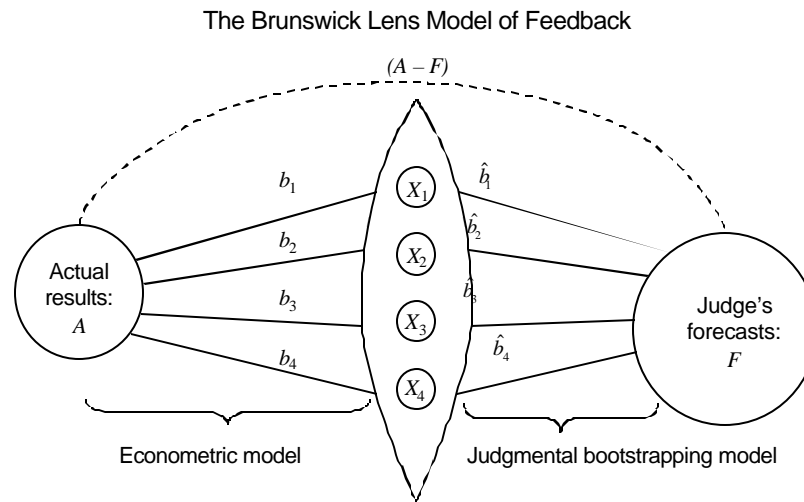 The Brunswick Lens Model of Feedback
(A – F)
b₁
X₁
b̂₁
b₂
X₂
b̂₂
Actual
results:
A
b₃
X₃
b̂₃
Judge's
forecasts:
F
b₄
X₄
b̂₄
Econometric model
Judgmental bootstrapping model